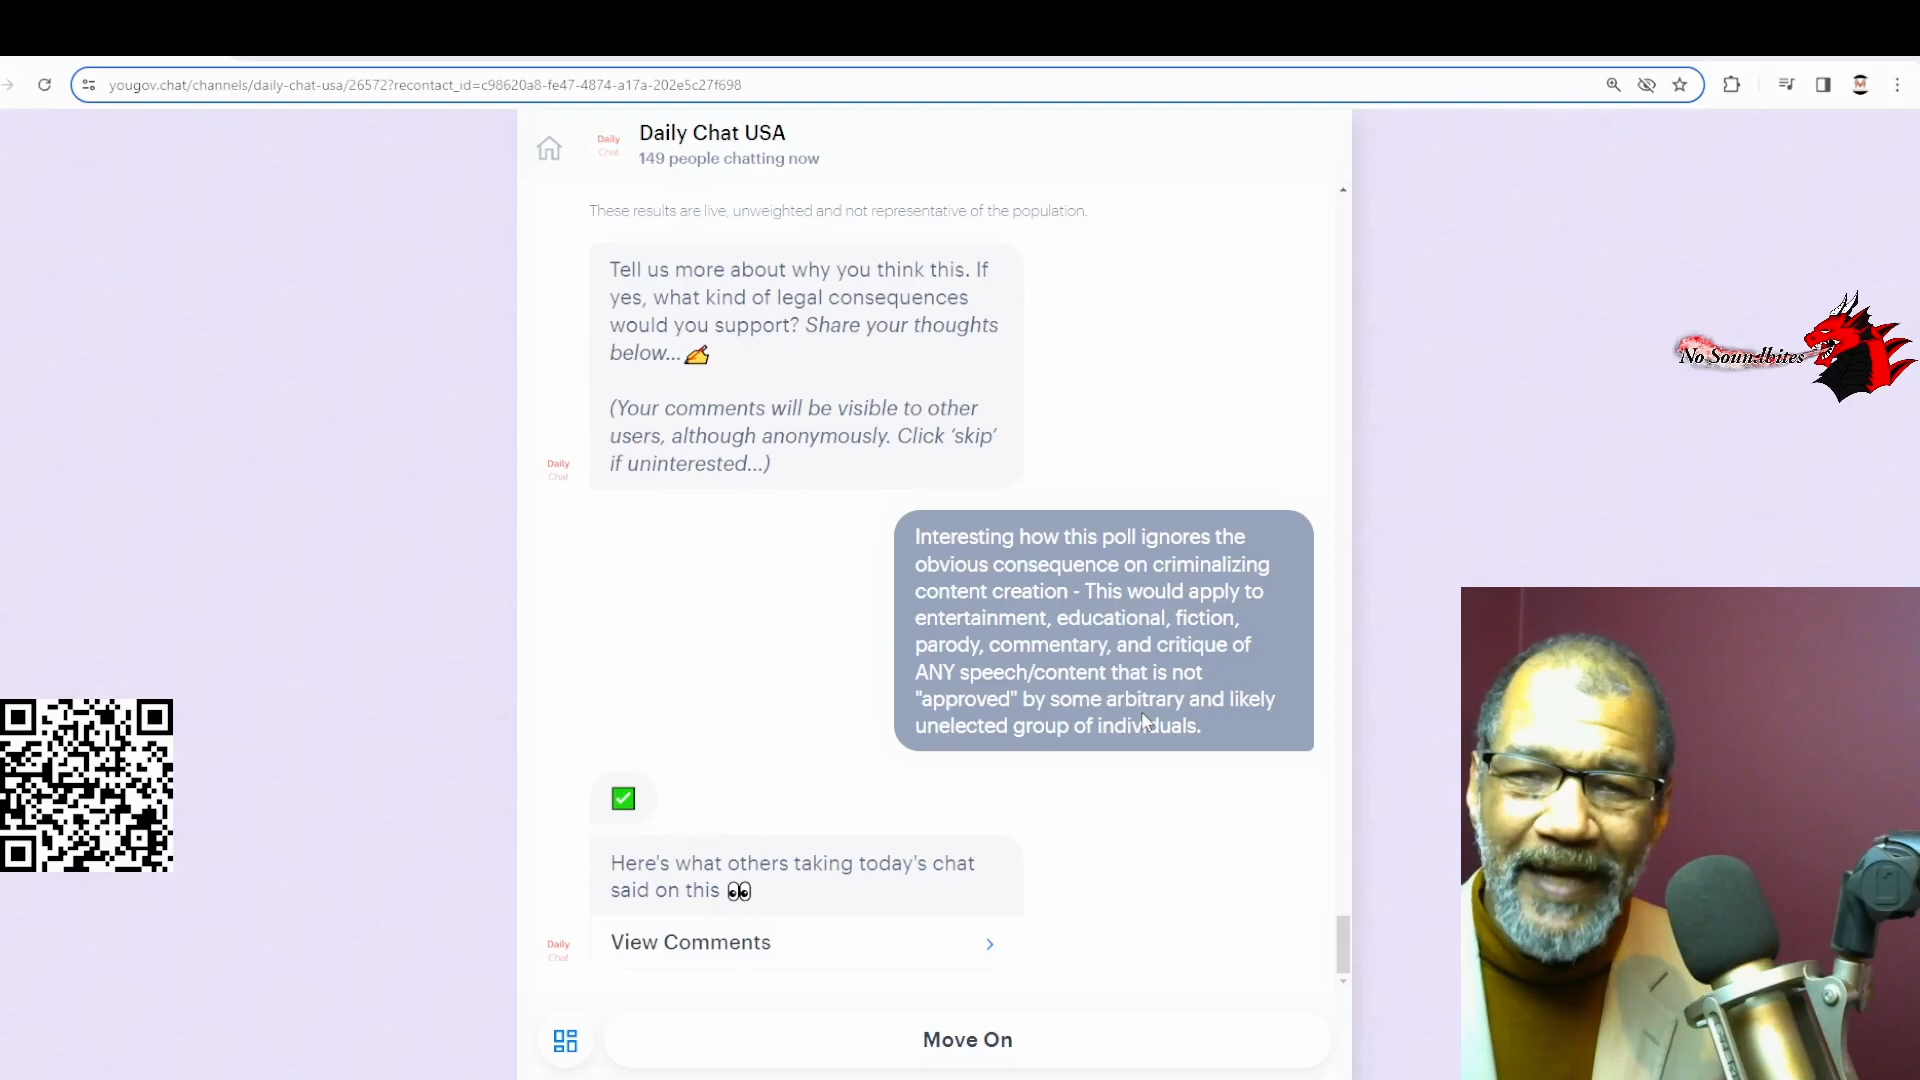 yougov.chat/channels/daily-chat-usa/26572?recontact_id=c98620a8-fe47-4874-a17a-202e5c27f698
Daily
Chat
Daily Chat USA
149 people chatting now
These results are live, unweighted and not representative of the population.
Tell us more about why you think this. If
yes, what kind of legal consequences
would you support? Share your thoughts
below...✍
(Your comments will be visible to other
users, although anonymously. Click ‘skip’
if uninterested...)
Daily
Chat
Interesting how this poll ignores the
obvious consequence on criminalizing
content creation - This would apply to
entertainment, educational, fiction,
parody, commentary, and critique of
ANY speech/content that is not
"approved" by some arbitrary and likely
unelected group of individuals.
✅
Here's what others taking today's chat
said on this 👀
View Comments
Daily
Chat
Move On
No Soundbites